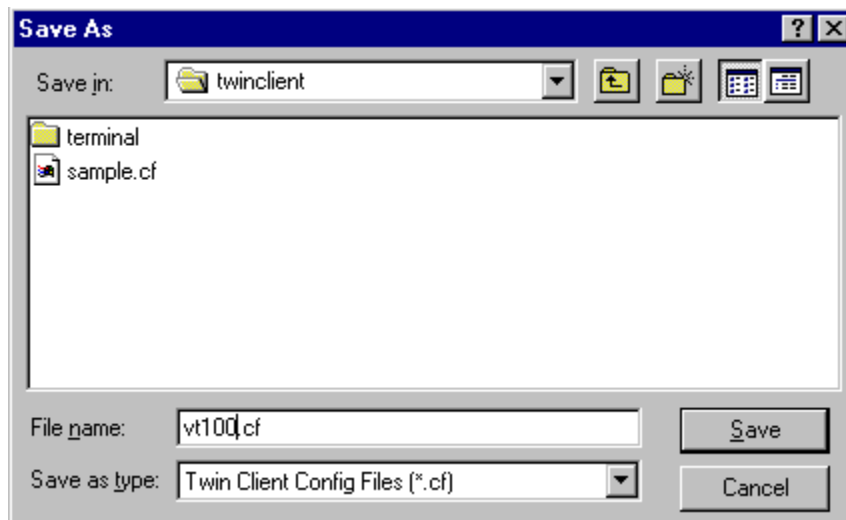 Save As
Save in: twinclient
terminal
sample.cf
File name: vt100.cf Save
Save as type: Twin Client Config Files (*.cf) Cancel